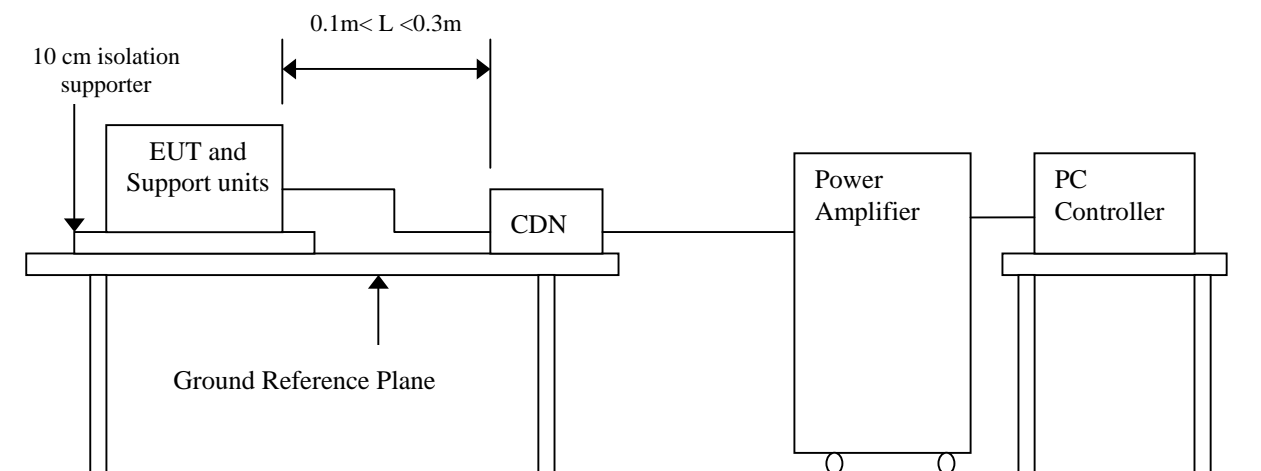 0.1m< L <0.3m
10 cm isolation
supporter
EUT and
Support units
CDN
Power
Amplifier
PC
Controller
Ground Reference Plane